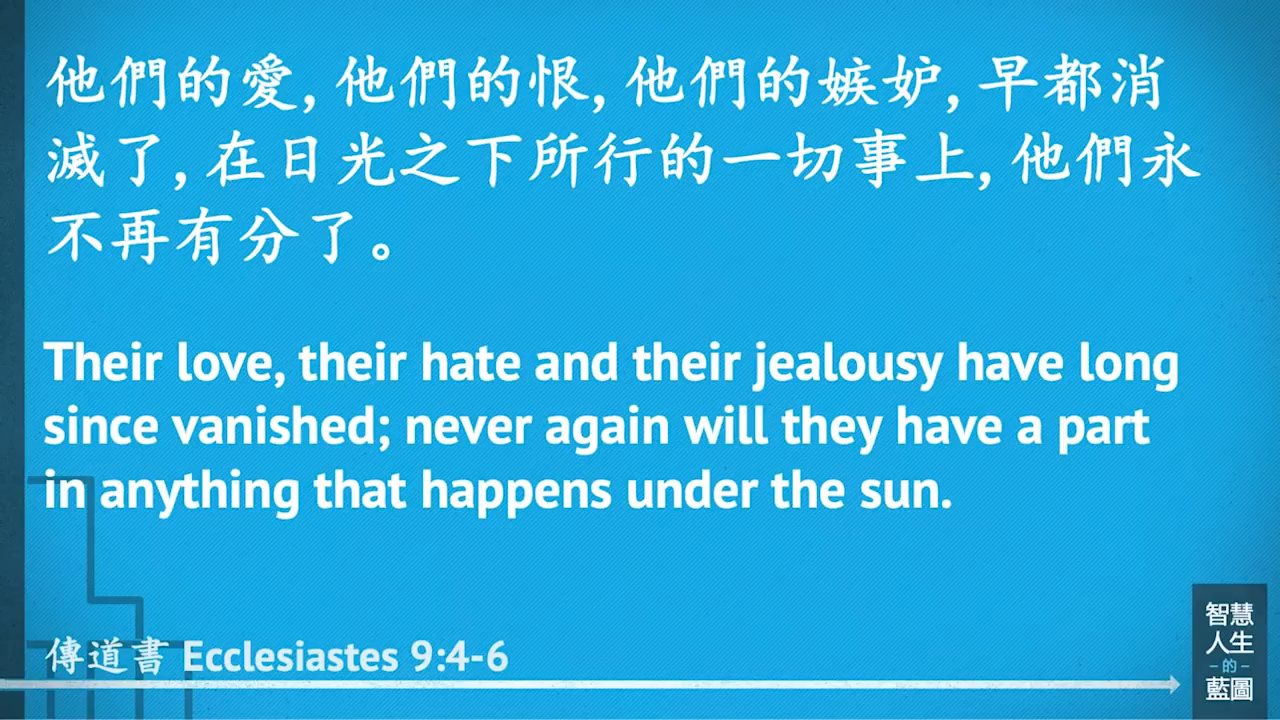 他們的愛, 他們的恨, 他們的嫉妒, 早都消
滅了, 在日光之下所行的一切事上, 他們永
不再有分了。
Their love, their hate and their jealousy have long
since vanished; never again will they have a part
in anything that happens under the sun.
傳道書 Ecclesiastes 9:4-6
智慧
人生
–的–
藍圖